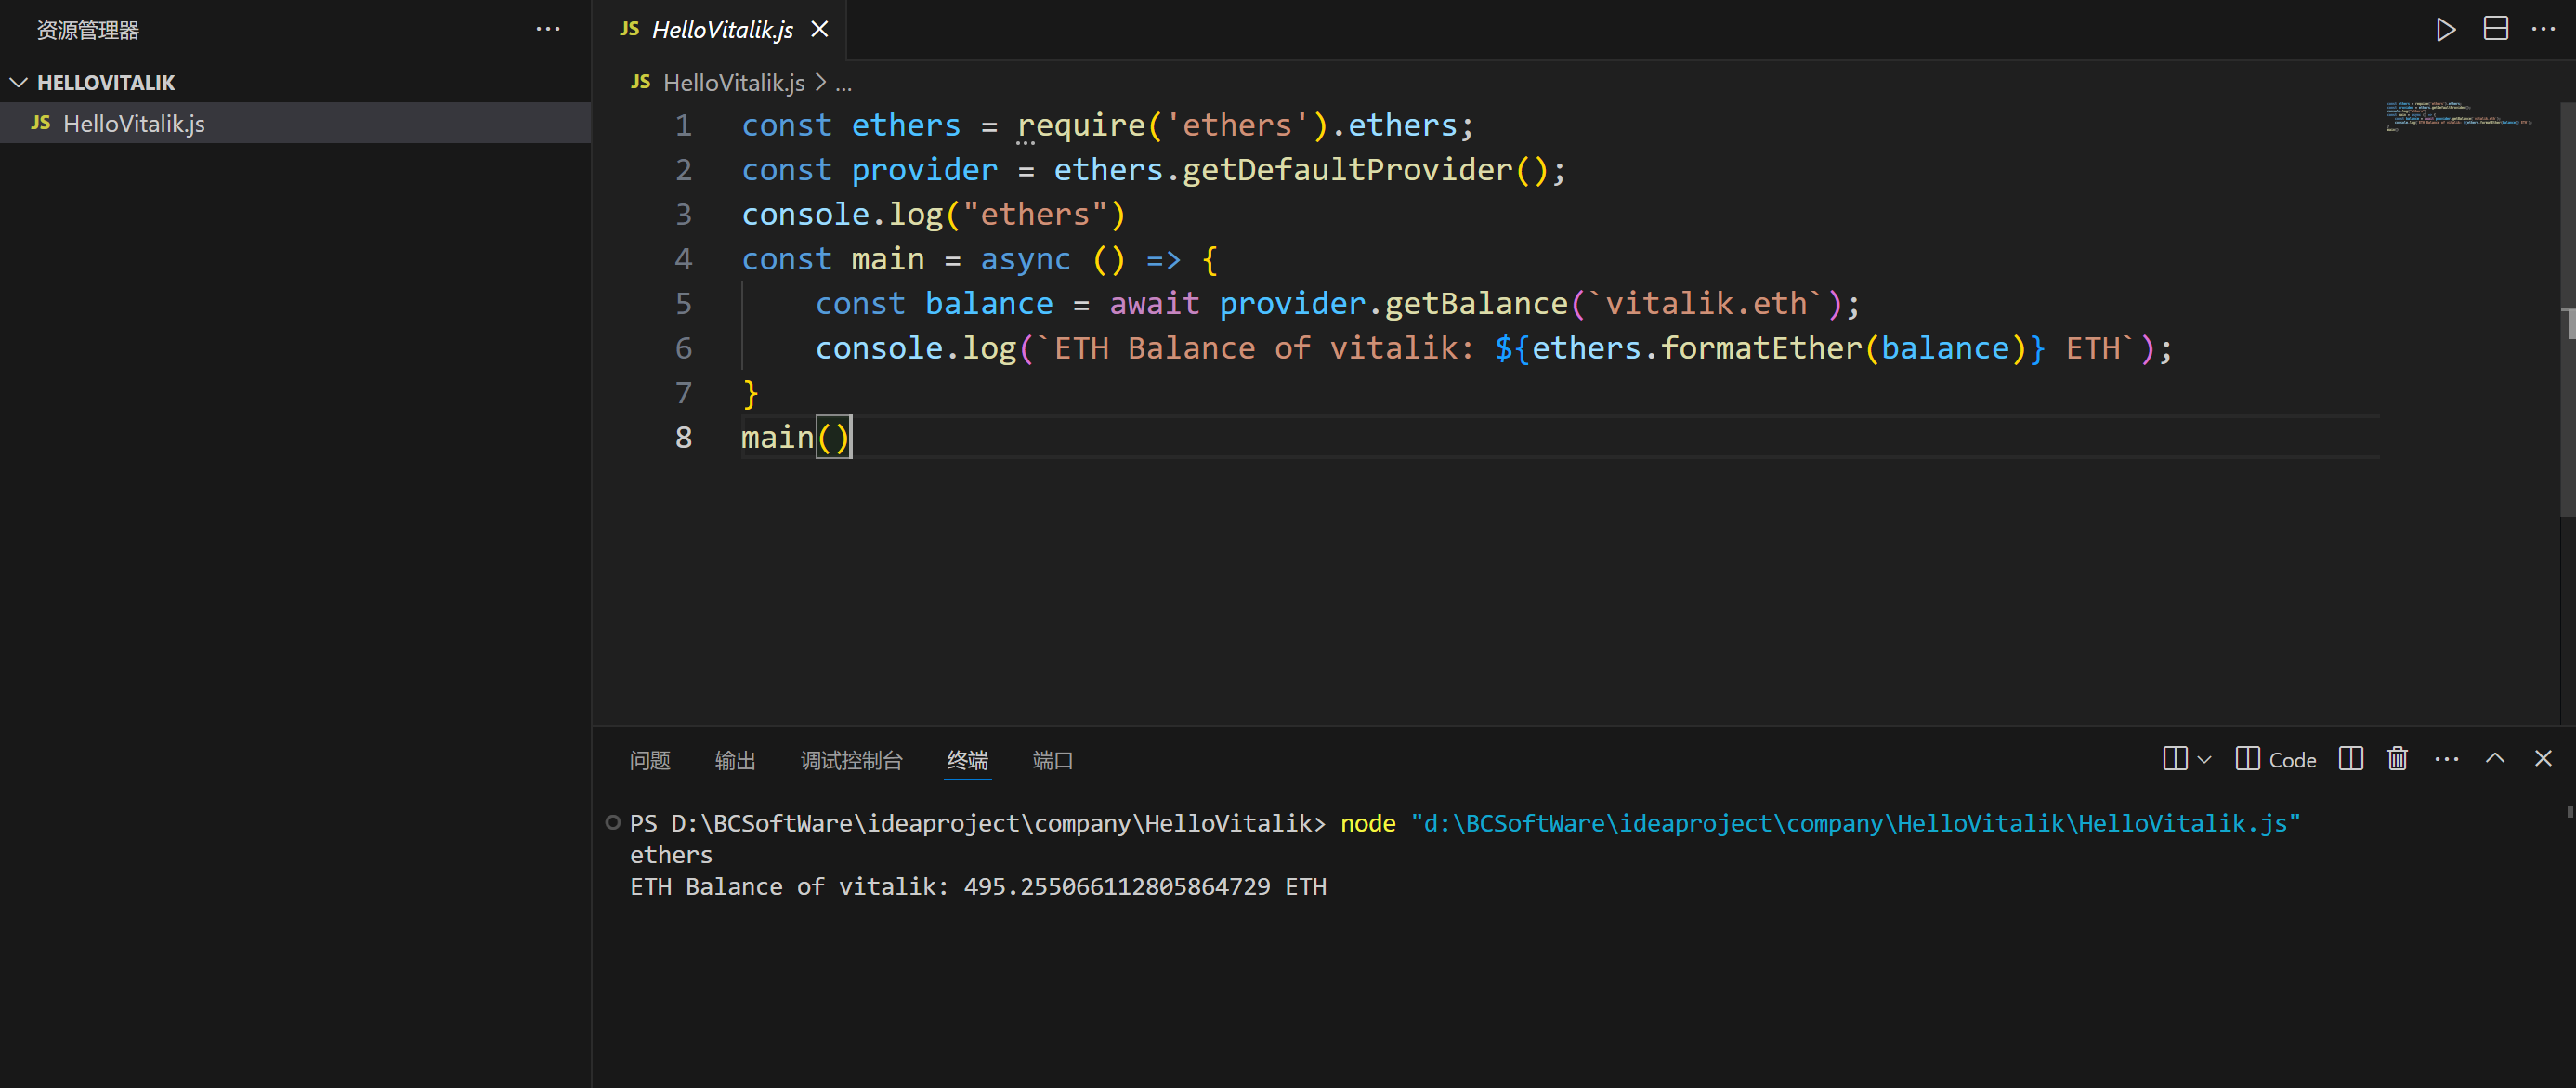 资源管理器 ···
HELLOVITALIK
JS HelloVitalik.js
JS HelloVitalik.js
JS HelloVitalik.js > ...
1 const ethers = require('ethers').ethers;
2 const provider = ethers.getDefaultProvider();
3 console.log("ethers")
4 const main = async () => {
5     const balance = await provider.getBalance(`vitalik.eth`);
6     console.log(`ETH Balance of vitalik: ${ethers.formatEther(balance)} ETH`);
7 }
8 main()
问题 输出 调试控制台 终端 端口 Code
PS D:\BCSoftWare\ideaproject\company\HelloVitalik> node "d:\BCSoftWare\ideaproject\company\HelloVitalik\HelloVitalik.js"
ethers
ETH Balance of vitalik: 495.255066112805864729 ETH